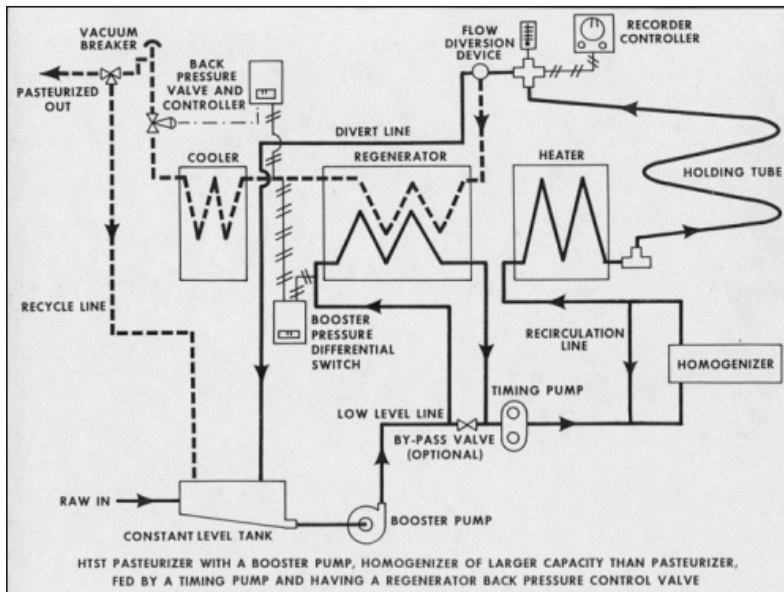 VACUUM
BREAKER
BACK
PRESSURE
VALVE AND
CONTROLLER
FLOW
DIVERSION
DEVICE
RECORDER
CONTROLLER
PASTEURIZED
OUT
DIVERT LINE
COOLER
REGENERATOR
HEATER
HOLDING TUBE
RECYCLE LINE
BOOSTER
PRESSURE
DIFFERENTIAL
SWITCH
RECIRCULATION
LINE
HOMOGENIZER
TIMING PUMP
LOW LEVEL LINE
BY-PASS VALVE
(OPTIONAL)
RAW IN
CONSTANT LEVEL TANK
BOOSTER PUMP
HTST PASTEURIZER WITH A BOOSTER PUMP, HOMOGENIZER OF LARGER CAPACITY THAN PASTEURIZER,
FED BY A TIMING PUMP AND HAVING A REGENERATOR BACK PRESSURE CONTROL VALVE